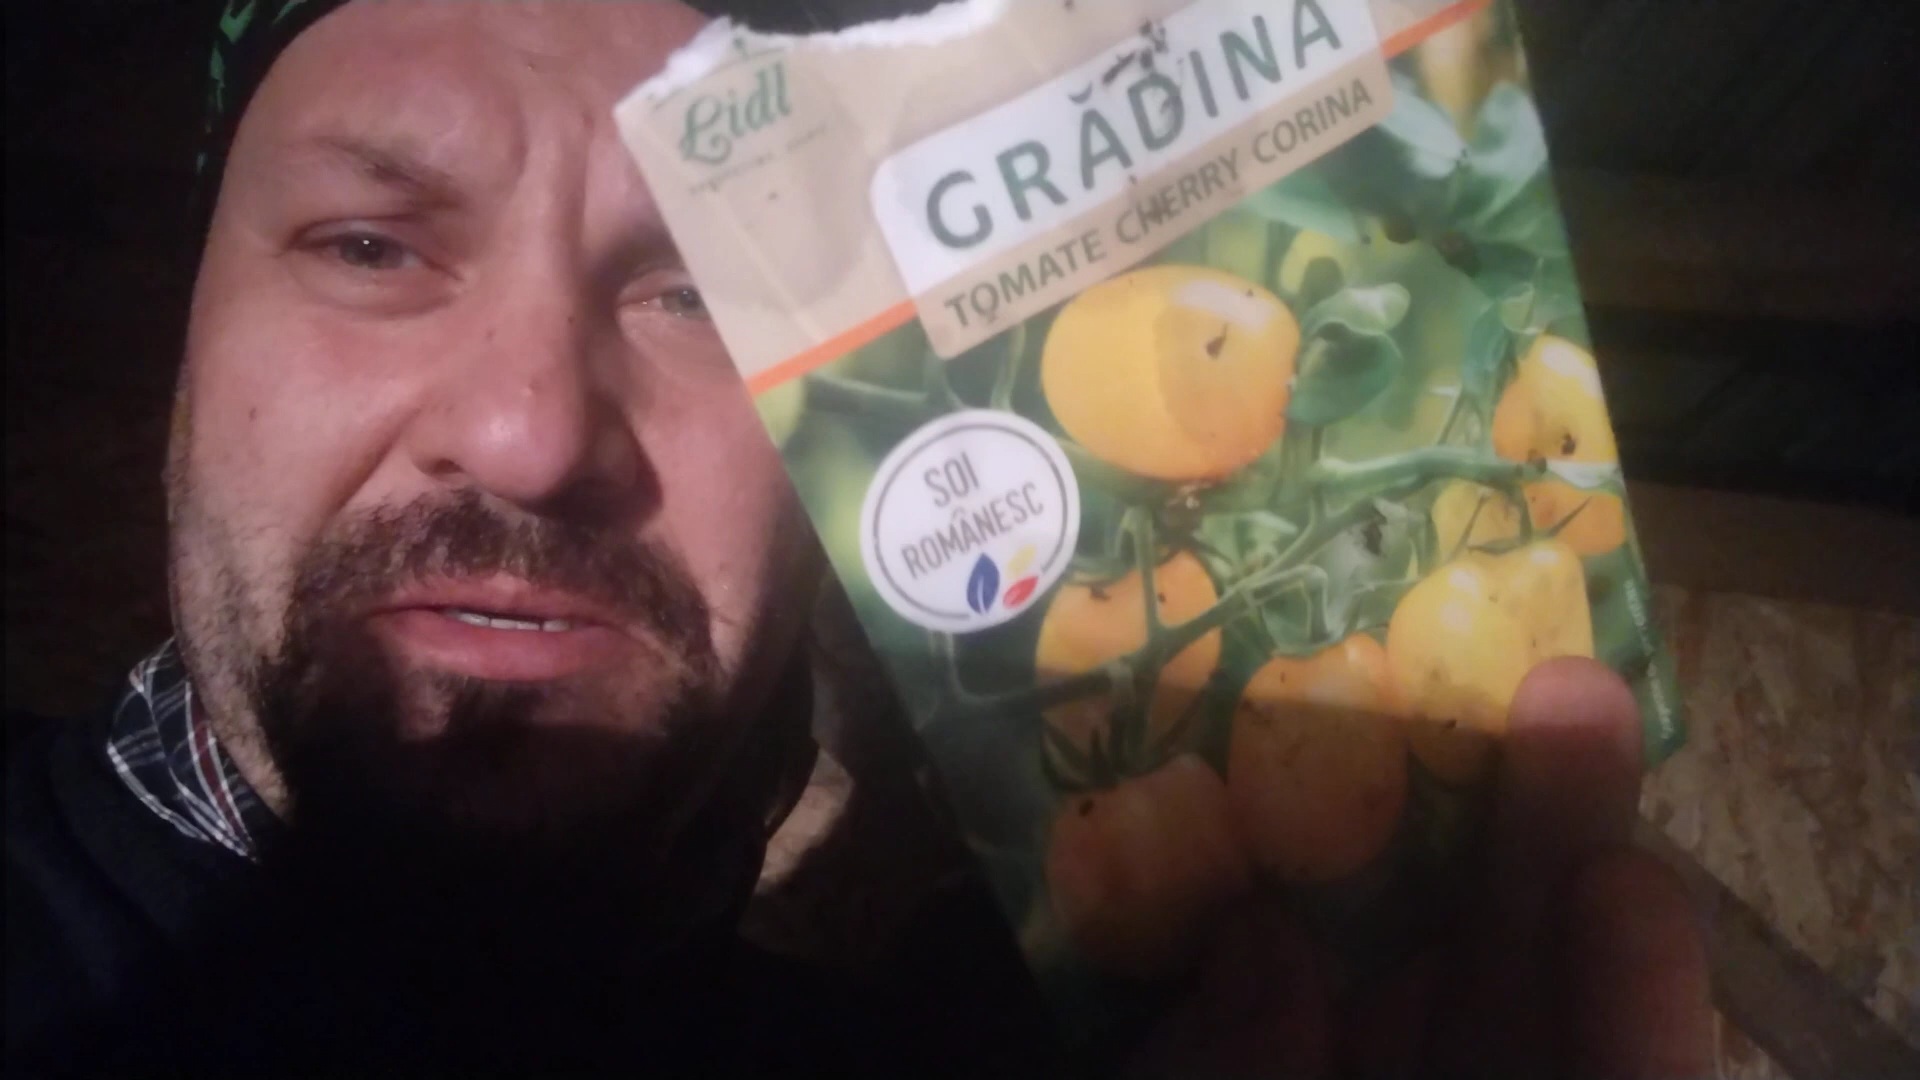 Lidl
GRĂDINA
TOMATE CHERRY CORINA
SOI
ROMÂNESC